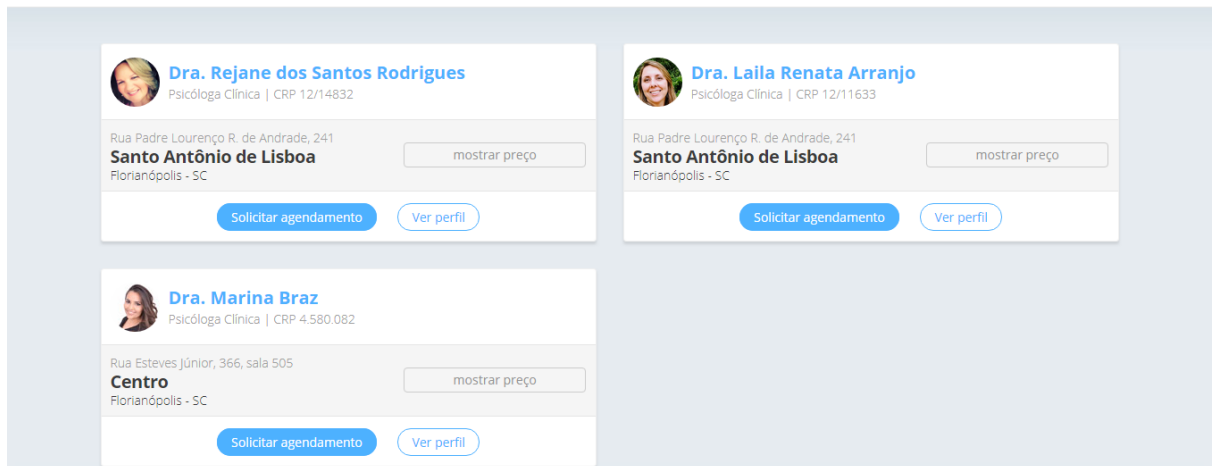 Dra. Rejane dos Santos Rodrigues
Psicóloga Clínica | CRP 12/14832
Rua Padre Lourenço R. de Andrade, 241
Santo Antônio de Lisboa
Florianópolis - SC
mostrar preço
Solicitar agendamento
Ver perfil
Dra. Laila Renata Arranjo
Psicóloga Clínica | CRP 12/11633
Rua Padre Lourenço R. de Andrade, 241
Santo Antônio de Lisboa
Florianópolis - SC
mostrar preço
Solicitar agendamento
Ver perfil
Dra. Marina Braz
Psicóloga Clínica | CRP 4.580.082
Rua Esteves Júnior, 366, sala 505
Centro
Florianópolis - SC
mostrar preço
Solicitar agendamento
Ver perfil